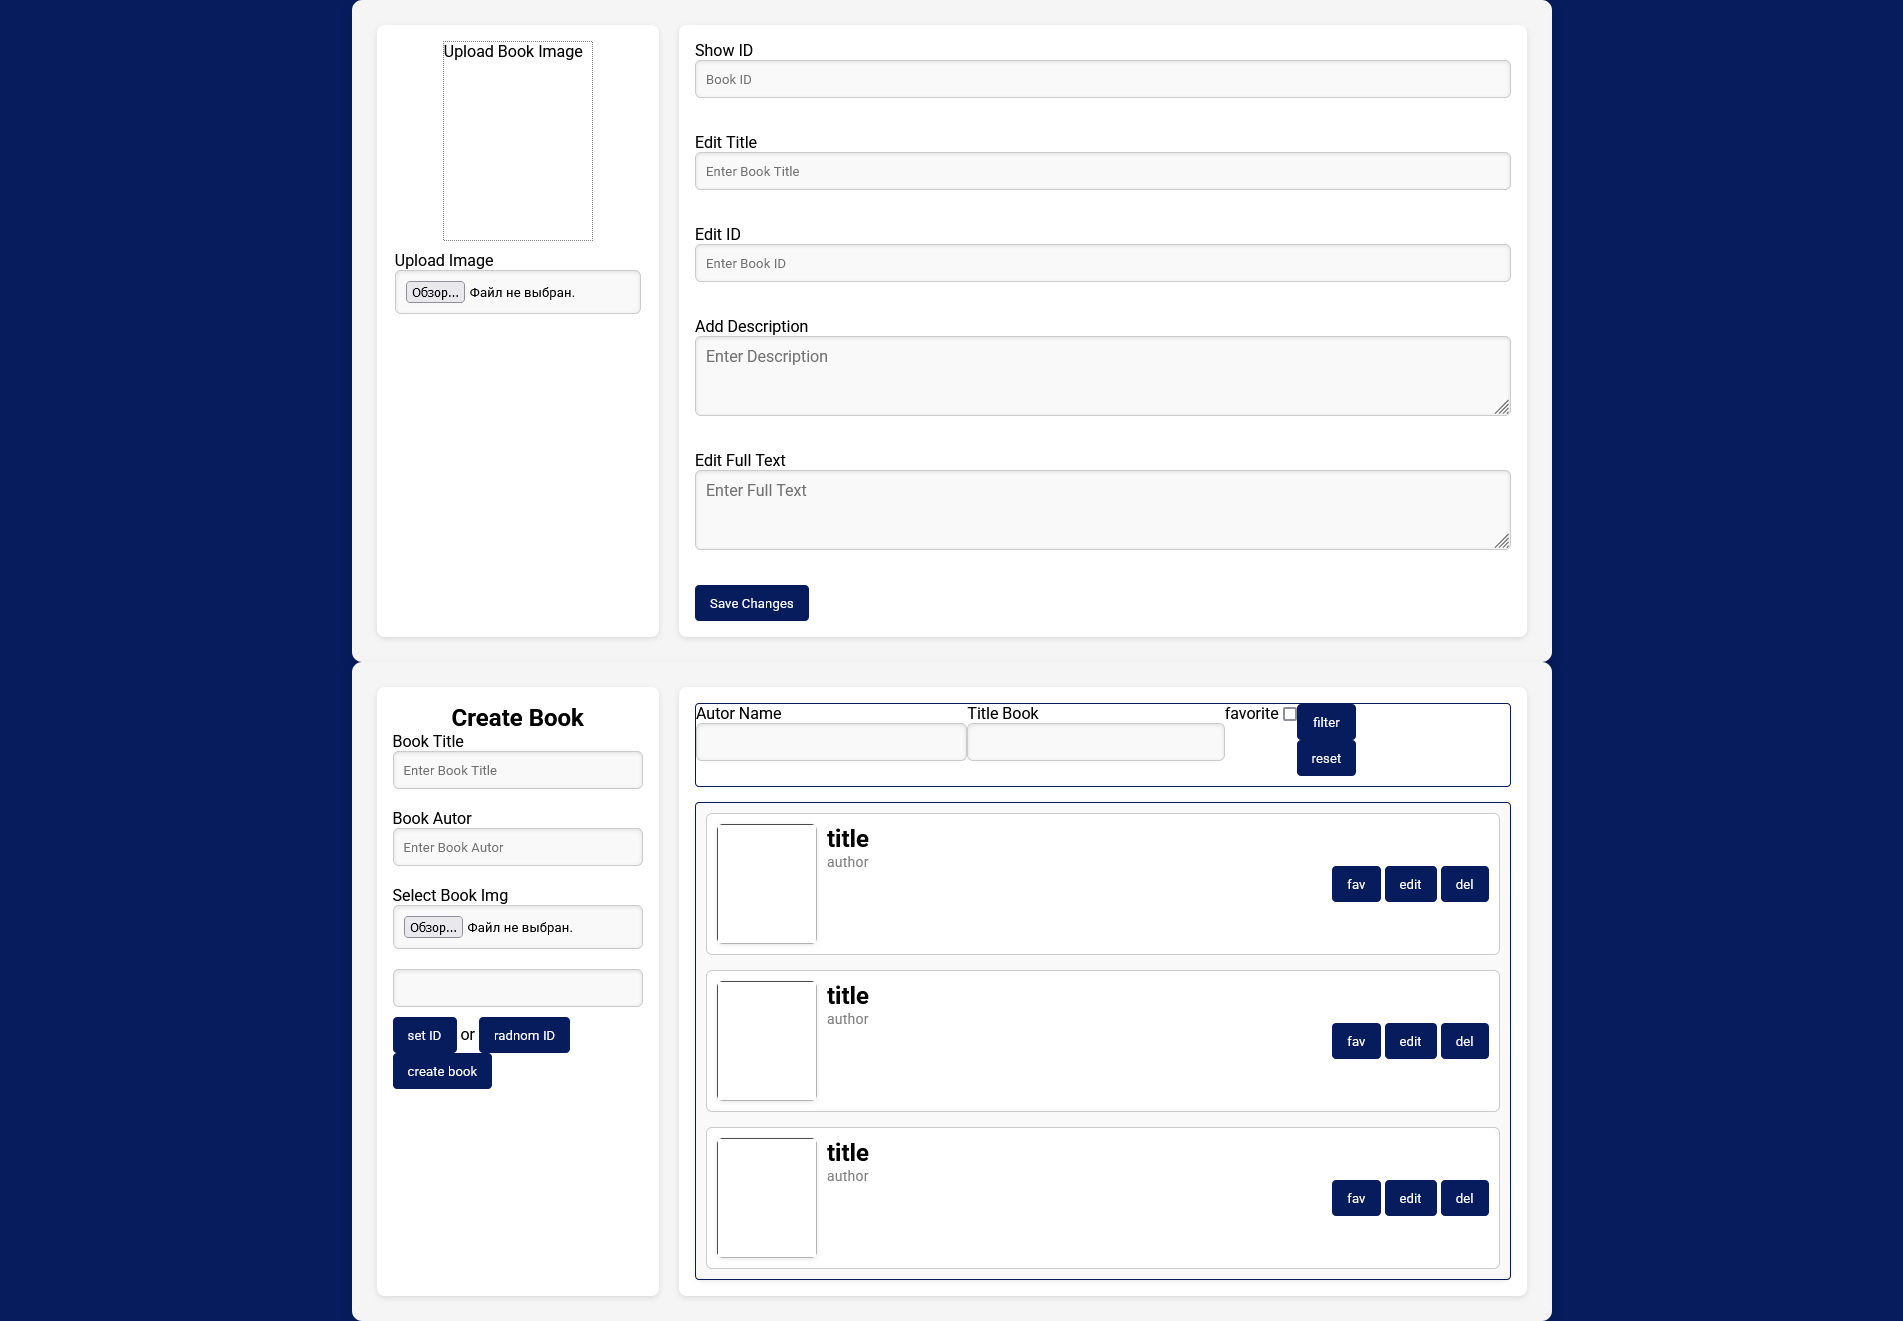 Upload Book Image
Upload Image
Обзор... Файл не выбран.
Show ID
Book ID
Edit Title
Enter Book Title
Edit ID
Enter Book ID
Add Description
Enter Description
Edit Full Text
Enter Full Text
Save Changes
Create Book
Book Title
Enter Book Title
Book Autor
Enter Book Autor
Select Book Img
Обзор... Файл не выбран.
set ID or radnom ID
create book
Autor Name Title Book favorite filter
reset
title
author
fav edit del
title
author
fav edit del
title
author
fav edit del